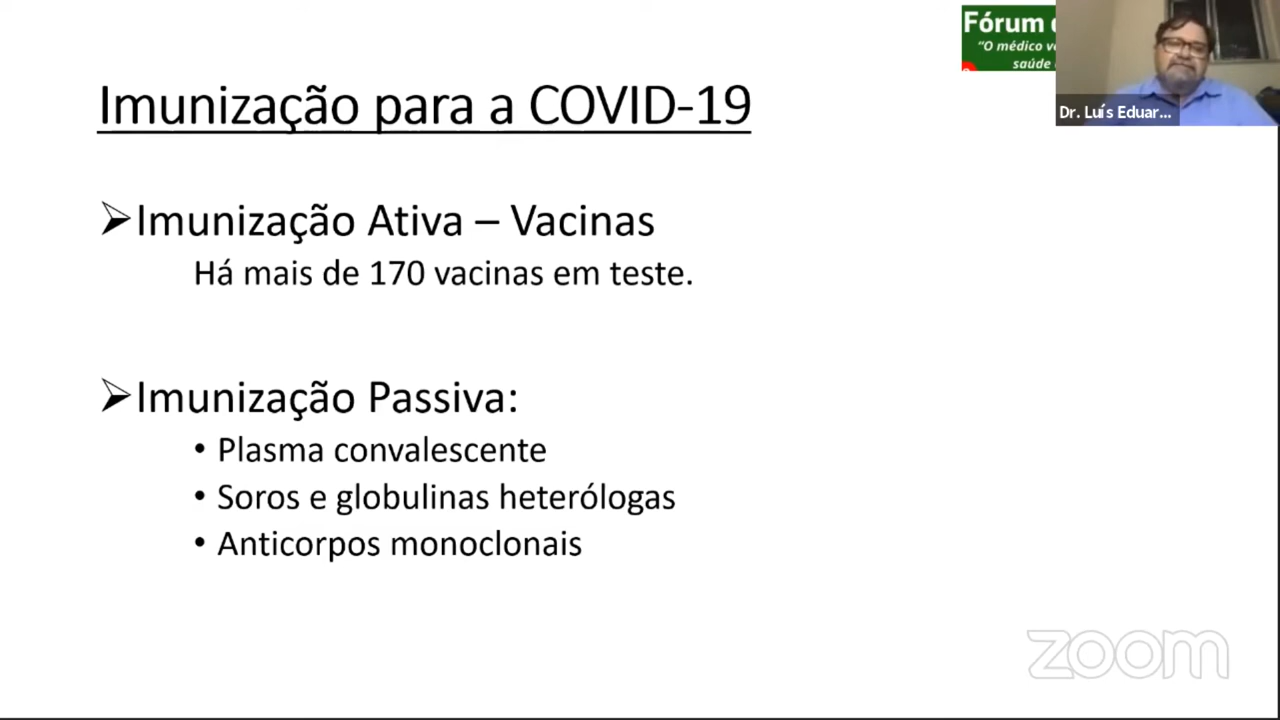 Fórum
"O médico
saúde
Dr. Luís Eduar...
Imunização para a COVID-19
➢Imunização Ativa – Vacinas
Há mais de 170 vacinas em teste.
➢Imunização Passiva:
• Plasma convalescente
• Soros e globulinas heterólogas
• Anticorpos monoclonais
zoom